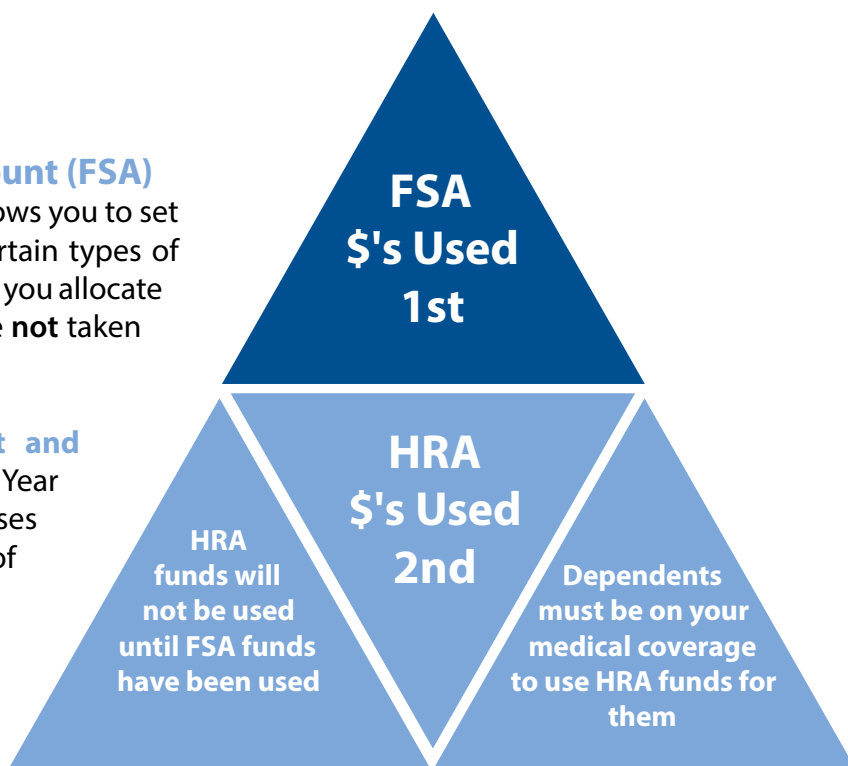 unt (FSA)
ows you to set
rtain types of
you allocate
not taken
and
Year
ses
of
FSA
$'s Used
1st
HRA
$'s Used
2nd
HRA
funds will
not be used
until FSA funds
have been used
Dependents
must be on your
medical coverage
to use HRA funds for
them